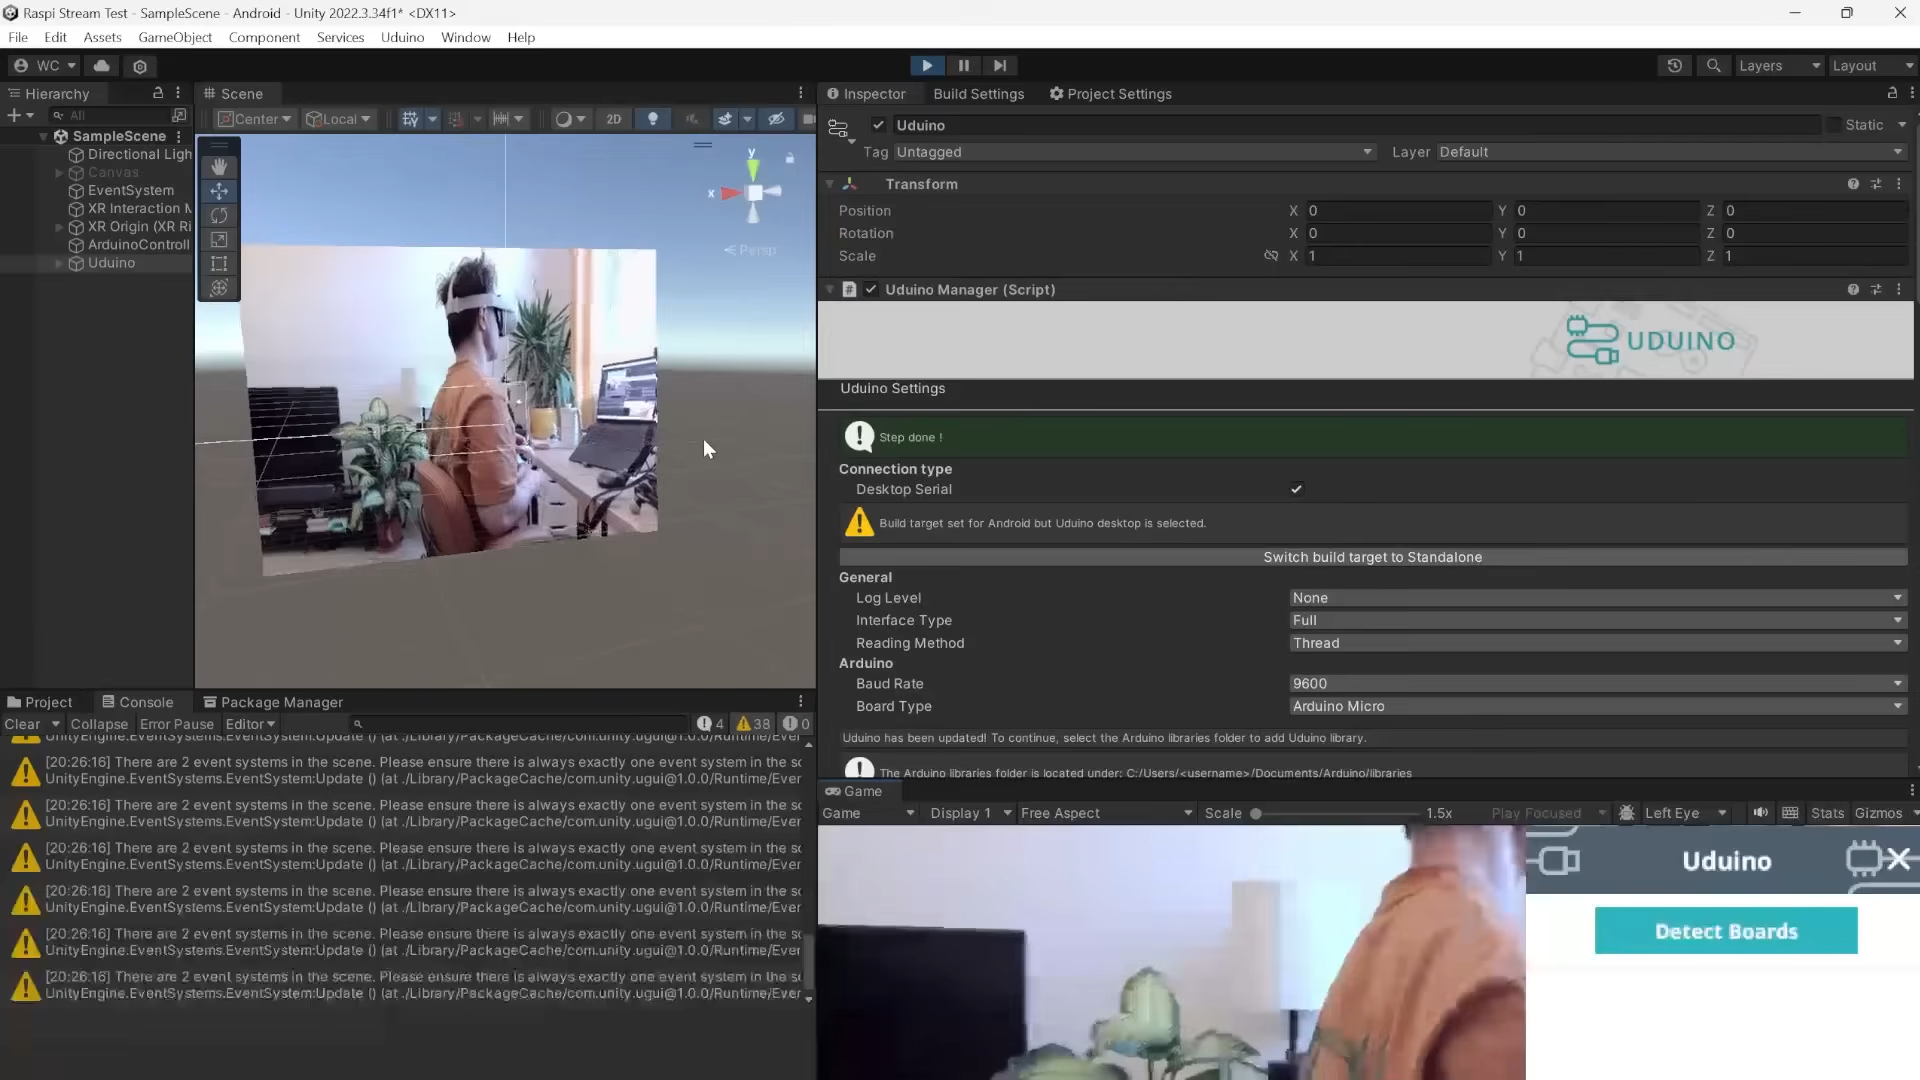 Raspi Stream Test - SampleScene - Android - Unity 2022.3.34f1* <DX11>
File Edit Assets GameObject Component Services Uduino Window Help
WC Layers Layout
Hierarchy
All
SampleScene
Directional Ligh
Canvas
EventSystem
XR Interaction M
XR Origin (XR Ri
ArduinoControll
Uduino
Scene
Center Local 2D
y
x
Persp
Inspector Build Settings Project Settings
Uduino Static
Tag Untagged Layer Default
Transform
Position X 0 Y 0 Z 0
Rotation X 0 Y 0 Z 0
Scale X 1 Y 1 Z 1
Uduino Manager (Script)
UDUINO
Uduino Settings
Step done !
Connection type
Desktop Serial
Build target set for Android but Uduino desktop is selected.
Switch build target to Standalone
General
Log Level None
Interface Type Full
Reading Method Thread
Arduino
Baud Rate 9600
Board Type Arduino Micro
Uduino has been updated! To continue, select the Arduino libraries folder to add Uduino library.
The Arduino libraries folder is located under: C:/Users/<username>/Documents/Arduino/libraries
Project Console Package Manager
Clear Collapse Error Pause Editor 4 38 0
UnityEngine.EventSystems.EventSystem:Update () (at ./Library/PackageCache/com.unity.ugui@1.0.0/Runtime/Ever
[20:26:16] There are 2 event systems in the scene. Please ensure there is always exactly one event system in the sc
UnityEngine.EventSystems.EventSystem:Update () (at ./Library/PackageCache/com.unity.ugui@1.0.0/Runtime/Ever
[20:26:16] There are 2 event systems in the scene. Please ensure there is always exactly one event system in the sc
UnityEngine.EventSystems.EventSystem:Update () (at ./Library/PackageCache/com.unity.ugui@1.0.0/Runtime/Ever
[20:26:16] There are 2 event systems in the scene. Please ensure there is always exactly one event system in the sc
UnityEngine.EventSystems.EventSystem:Update () (at ./Library/PackageCache/com.unity.ugui@1.0.0/Runtime/Ever
[20:26:16] There are 2 event systems in the scene. Please ensure there is always exactly one event system in the sc
UnityEngine.EventSystems.EventSystem:Update () (at ./Library/PackageCache/com.unity.ugui@1.0.0/Runtime/Ever
[20:26:16] There are 2 event systems in the scene. Please ensure there is always exactly one event system in the sc
UnityEngine.EventSystems.EventSystem:Update () (at ./Library/PackageCache/com.unity.ugui@1.0.0/Runtime/Ever
[20:26:16] There are 2 event systems in the scene. Please ensure there is always exactly one event system in the sc
UnityEngine.EventSystems.EventSystem:Update () (at ./Library/PackageCache/com.unity.ugui@1.0.0/Runtime/Ever
Game
Game Display 1 Free Aspect Scale 1.5x Play Focused Left Eye Stats Gizmos
Uduino
Detect Boards